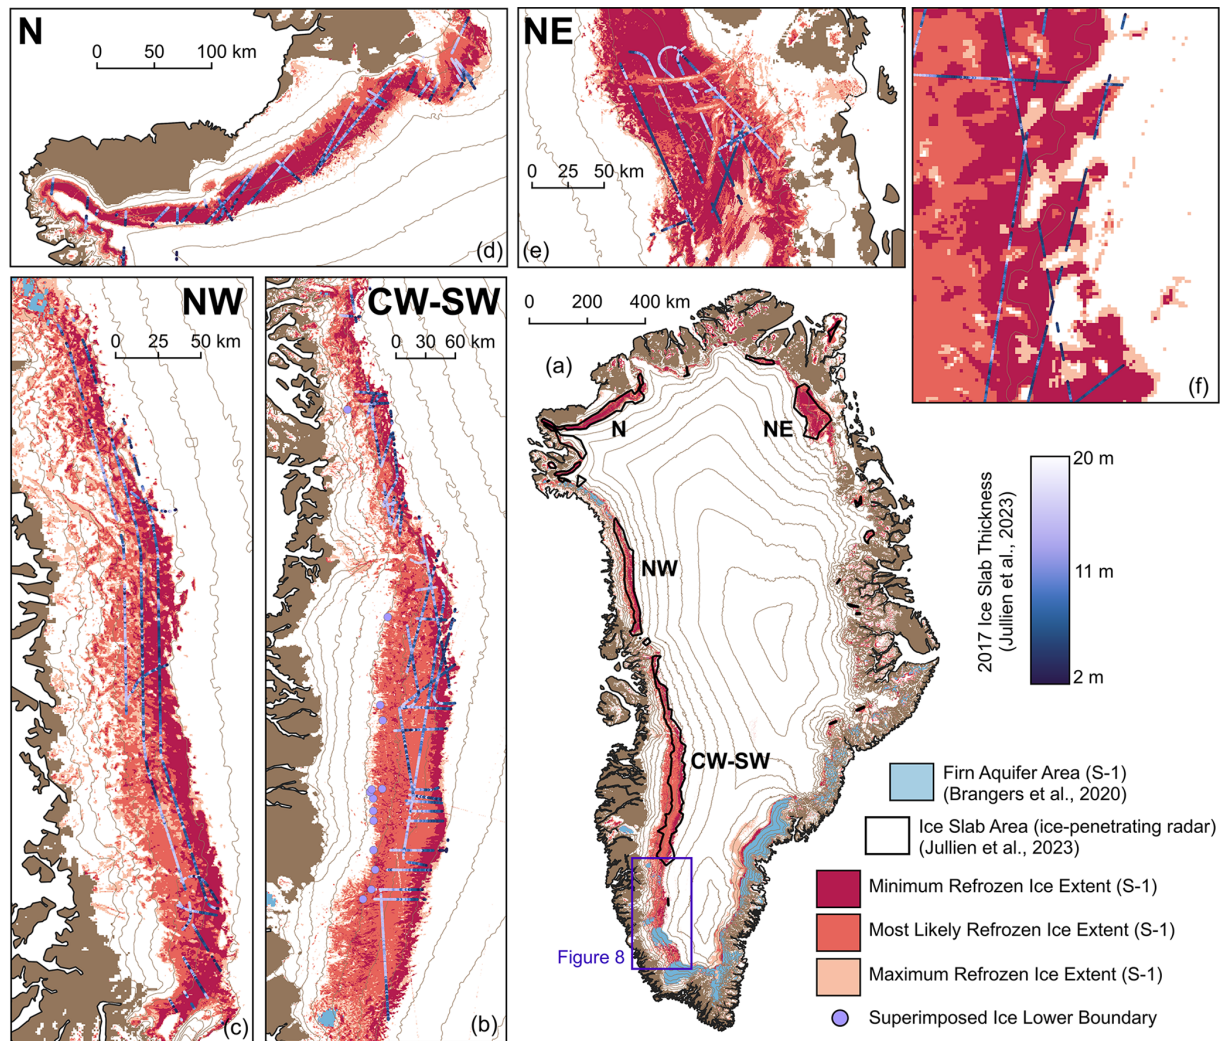 N
0 50 100 km
(d)
NE
0 25 50 km
(e)
(f)
NW
0 25 50 km
(c)
CW-SW
0 30 60 km
(b)
0 200 400 km
(a)
N
NE
NW
CW-SW
Figure 8
2017 Ice Slab Thickness
(Jullien et al., 2023)
20 m
11 m
2 m
Firn Aquifer Area (S-1)
(Brangers et al., 2020)
Ice Slab Area (ice-penetrating radar)
(Jullien et al., 2023)
Minimum Refrozen Ice Extent (S-1)
Most Likely Refrozen Ice Extent (S-1)
Maximum Refrozen Ice Extent (S-1)
Superimposed Ice Lower Boundary